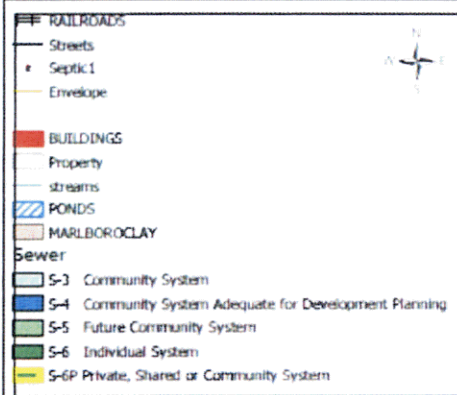 RAILROADS
Streets
Septic1
Envelope
BUILDINGS
Property
streams
PONDS
MARLBOROCLAY
Sewer
S-3 Community System
S-4 Community System Adequate for Development Planning
S-5 Future Community System
S-6 Individual System
S-6P Private, Shared or Community System
N
W E
S